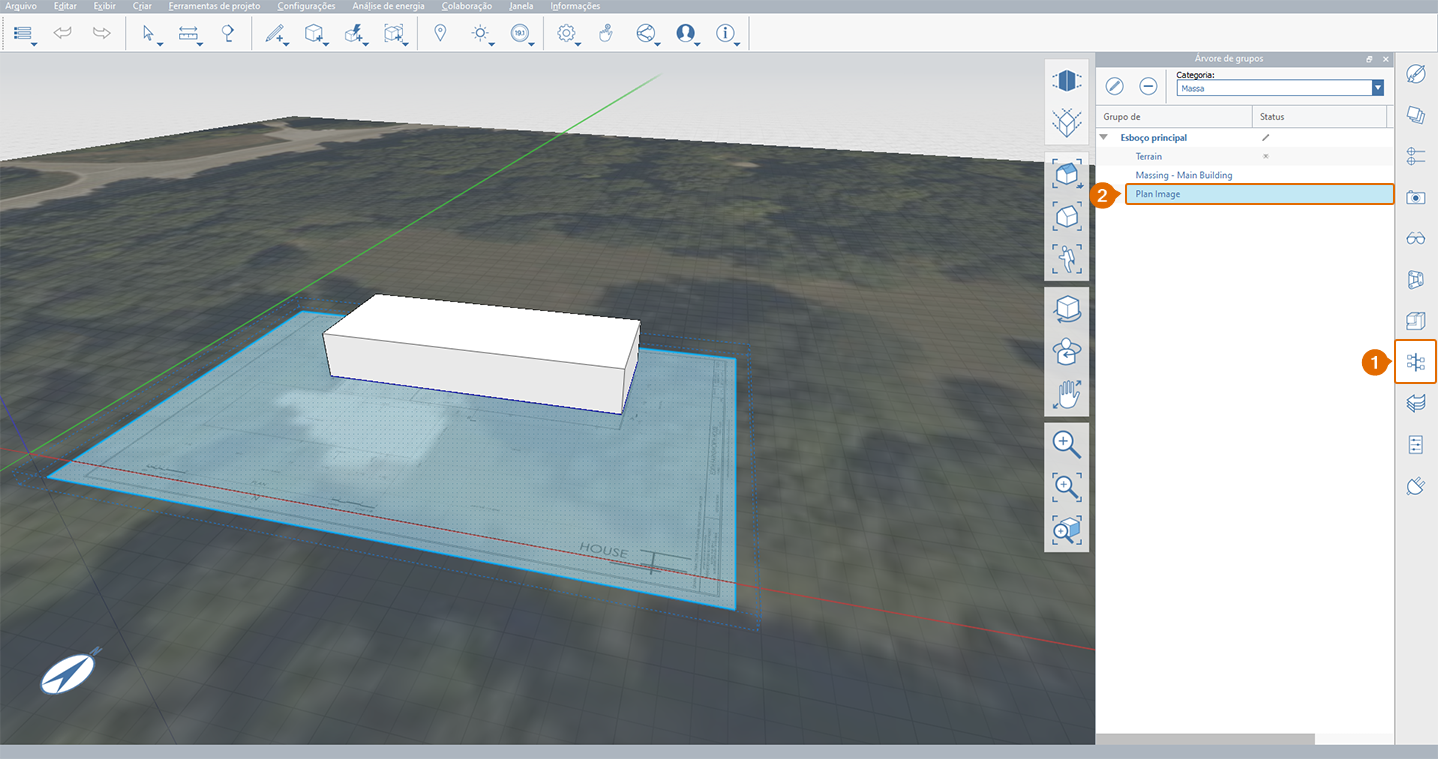 Arquivo Editar Exibir Criar Ferramentas de projeto Configurações Análise de energia Colaboração Janela Informações
191
Árvore de grupos
Categoria:
Massa
Grupo de Status
Esboço principal
Terrain
Massing - Main Building
2 Plan Image
1
HOUSE